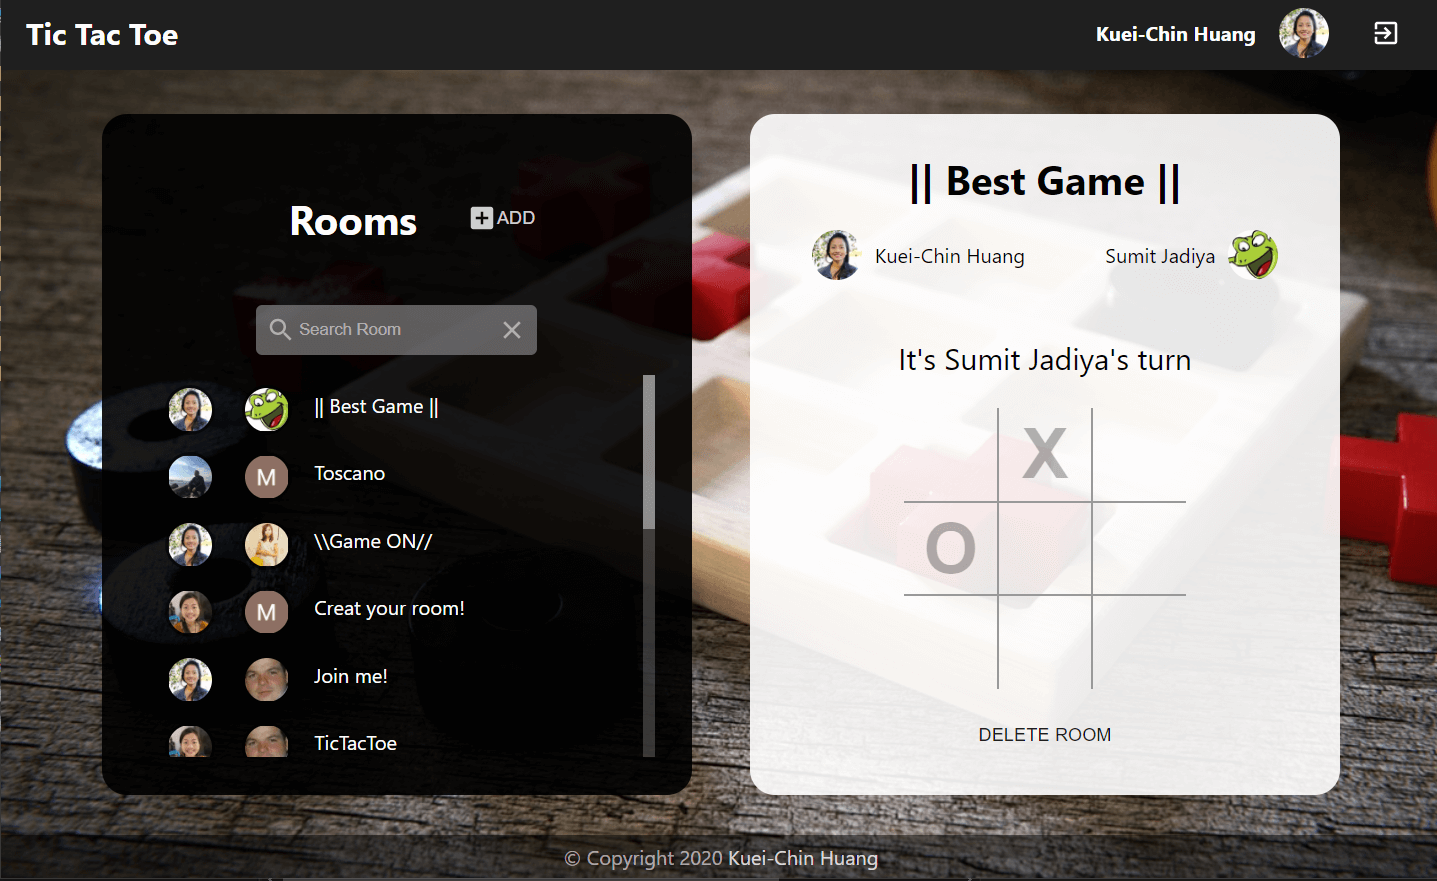 Tic Tac Toe
Kuei-Chin Huang
Rooms
ADD
Search Room
|| Best Game ||
Toscano
M
\\Game ON//
Creat your room!
M
Join me!
TicTacToe
|| Best Game ||
Kuei-Chin Huang
Sumit Jadiya
It's Sumit Jadiya's turn
X
O
DELETE ROOM
© Copyright 2020 Kuei-Chin Huang